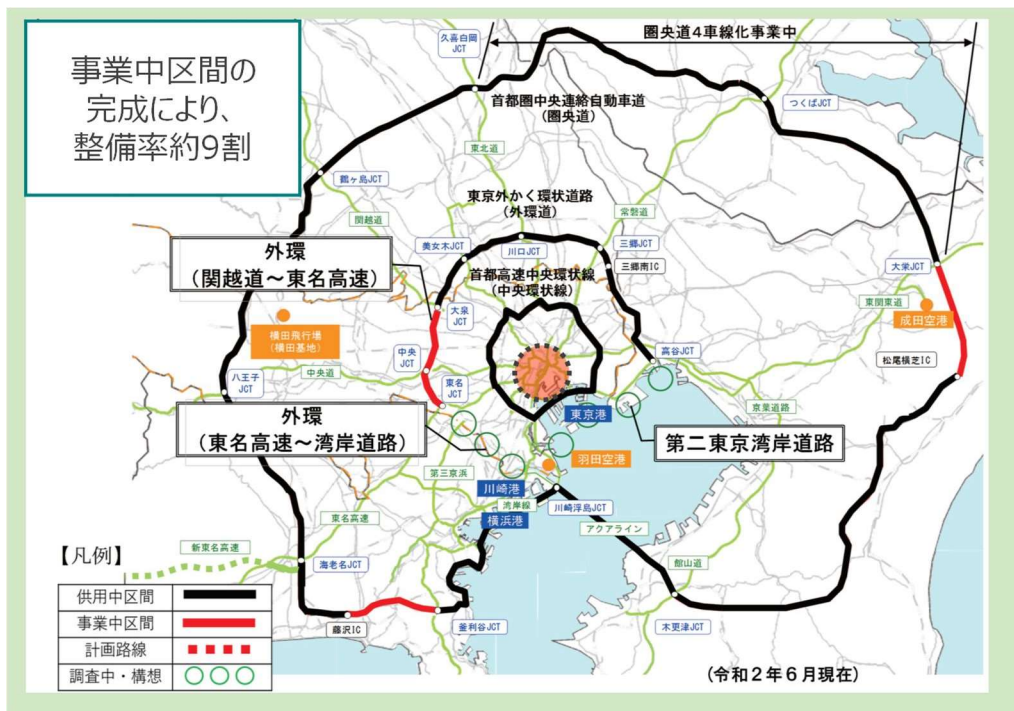 事業中区間の
完成により、
整備率約9割
久喜白岡
JCT
圏央道4車線化事業中
首都圏中央連絡自動車道
(圏央道)
つくばJCT
東北道
鶴ヶ島JCT
関越道
東京外かく環状道路
(外環道)
常磐道
美女木JCT
川口JCT
三郷JCT
三郷南IC
外環
(関越道～東名高速)
首都高速中央環状線
(中央環状線)
大栄JCT
東関東道
成田空港
大泉
JCT
横田飛行場
(横田基地)
中央
JCT
高谷JCT
松尾横芝IC
八王子
JCT
中央道
東名
JCT
京葉道路
外環
(東名高速～湾岸道路)
東京港
第二東京湾岸道路
羽田空港
第三京浜
川崎港
湾岸線
川崎浮島JCT
横浜港
東名高速
アクアライン
新東名高速
海老名JCT
館山道
【凡例】
供用中区間
事業中区間
計画路線
調査中・構想
藤沢IC
釜利谷JCT
木更津JCT
(令和2年6月現在)